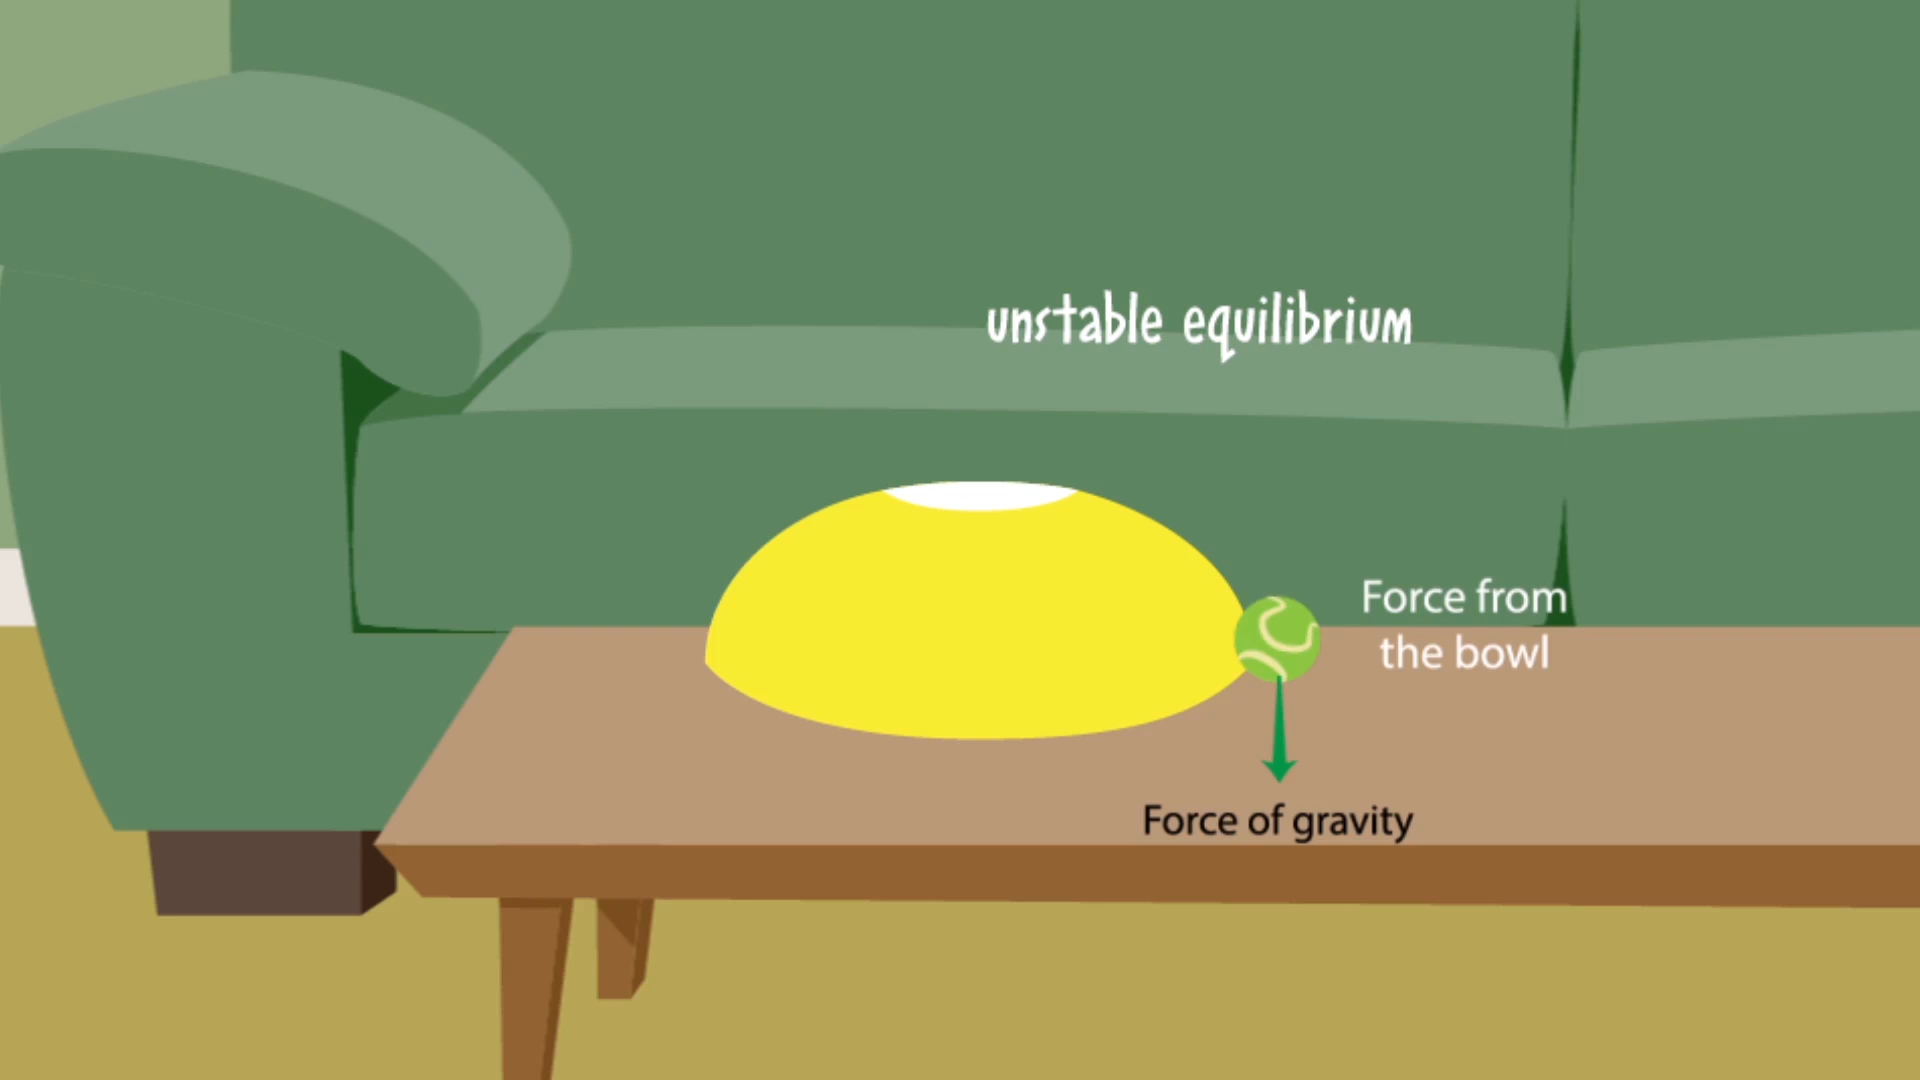 unstable equilibrium
Force from
the bowl
Force of gravity